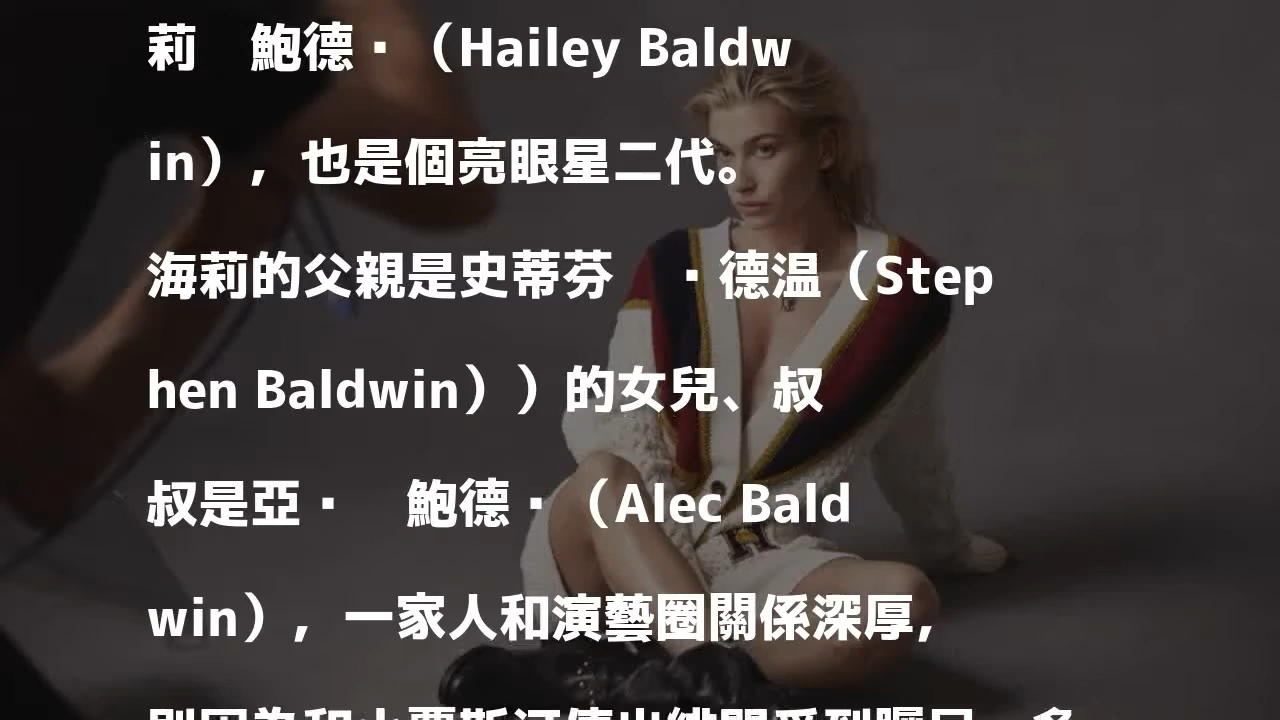 莉 鮑德▪（Hailey Baldw
in），也是個亮眼星二代。
海莉的父親是史蒂芬 ▪德温（Step
hen Baldwin））的女兒、叔
叔是亞▪ 鮑德▪（Alec Bald
win），一家人和演藝圈關係深厚，